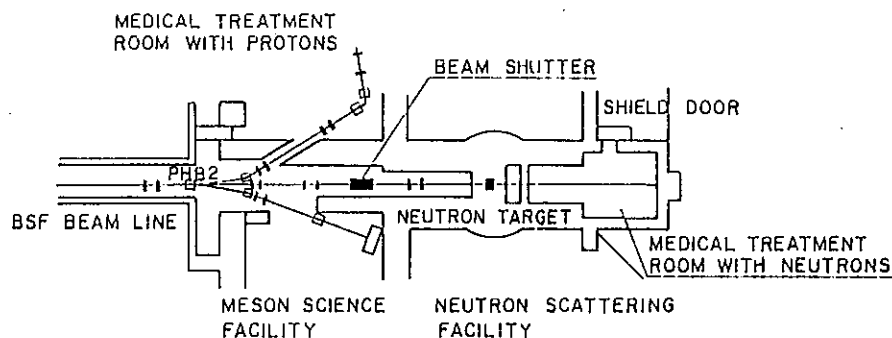 MEDICAL TREATMENT
ROOM WITH PROTONS
BEAM SHUTTER
SHIELD DOOR
PHB2
BSF BEAM LINE
NEUTRON TARGET
MEDICAL TREATMENT
ROOM WITH NEUTRONS
MESON SCIENCE
FACILITY
NEUTRON SCATTERING
FACILITY